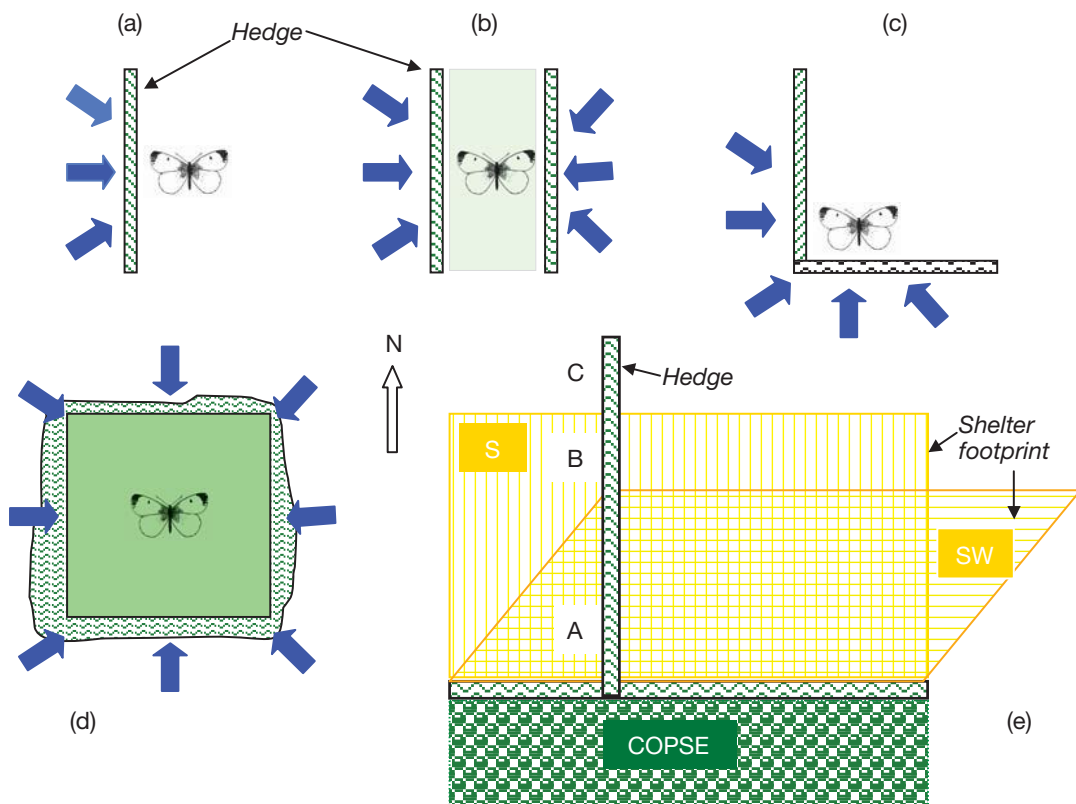 (a)
Hedge
(b)
(c)
N
C
Hedge
S
B
Shelter
footprint
SW
A
(d)
(e)
COPSE